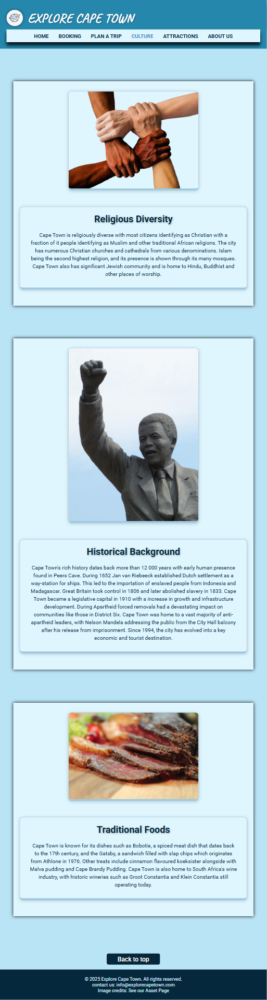 EXPLORE CAPE TOWN
HOME BOOKING PLAN A TRIP CULTURE ATTRACTIONS ABOUT US
Religious Diversity
Cape Town is religiously diverse with most citizens identifying as Christian with a
fraction of it people identifying as Muslim and other traditional African religions. The city
has numerous Christian churches and cathedrals from various denominations. Islam
being the second highest religion, and its presence is shown through its many mosques.
Cape Town also has significant Jewish community and is home to Hindu, Buddhist and
other places of worship.
Historical Background
Cape Town's rich history dates back more than 12 000 years with early human presence
found in Peers Cave. During 1652 Jan van Riebeeck established Dutch settlement as a
way-station for ships. This led to the importation of enslaved people from Indonesia and
Madagascar. Great Britain took control in 1806 and later abolished slavery in 1833. Cape
Town became a legislative capital in 1910 with a increase in growth and infrastructure
development. During Apartheid forced removals had a devastating impact on
communities like those in District Six. Cape Town was home to a vast majority of anti-
apartheid leaders, with Nelson Mandela addressing the public from the City Hall balcony
after his release from imprisonment. Since 1994, the city has evolved into a key
economic and tourist destination.
Traditional Foods
Cape Town is known for its dishes such as Bobotie, a spiced meat dish that dates back
to the 17th century, and the Gatsby, a sandwich filled with slap chips which originates
from Athlone in 1976. Other treats include cinnamon flavoured koeksister alongside with
Malva pudding and Cape Brandy Pudding. Cape Town is also home to South Africa's wine
industry, with historic wineries such as Groot Constantia and Klein Constantia still
operating today.
Back to top
© 2025 Explore Cape Town. All rights reserved.
contact us: info@explorecapetown.com
Image credits: See our Asset Page